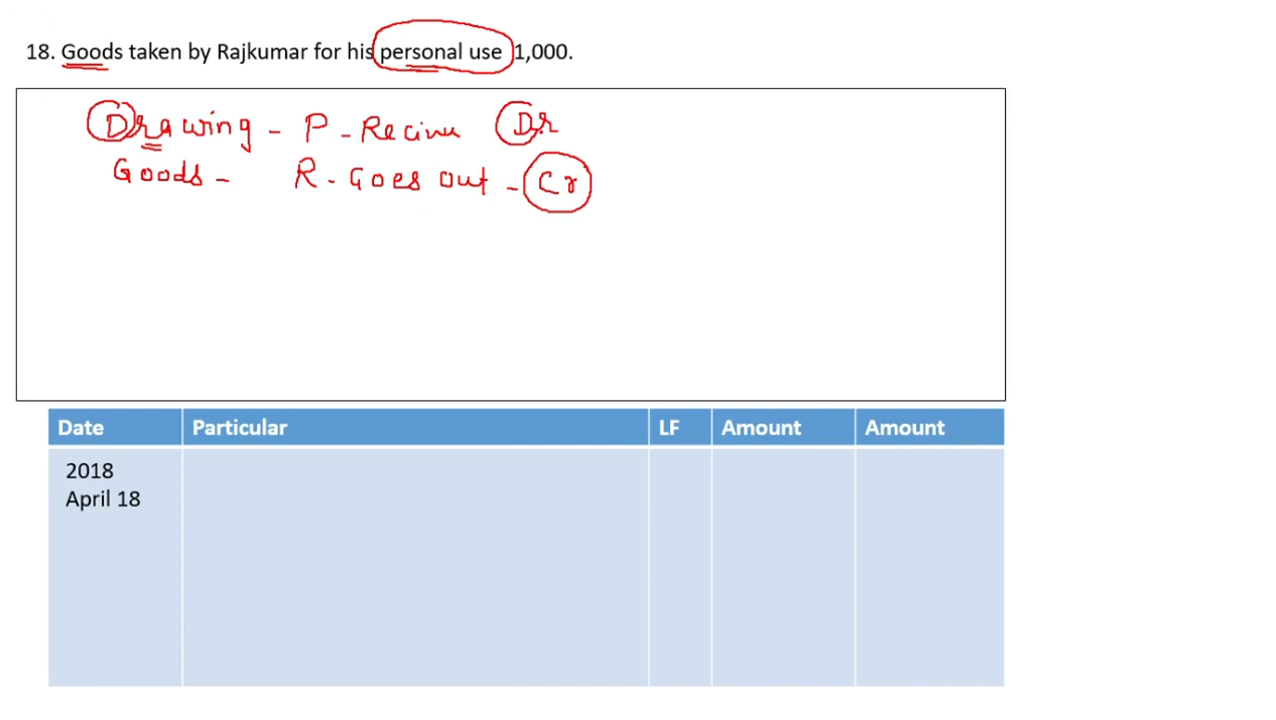 18. Goods taken by Rajkumar for his personal use 1,000.
Drawing - P - Recive Dr
Goods - R - Goes out - Cr
Date Particular LF Amount Amount
2018
April 18